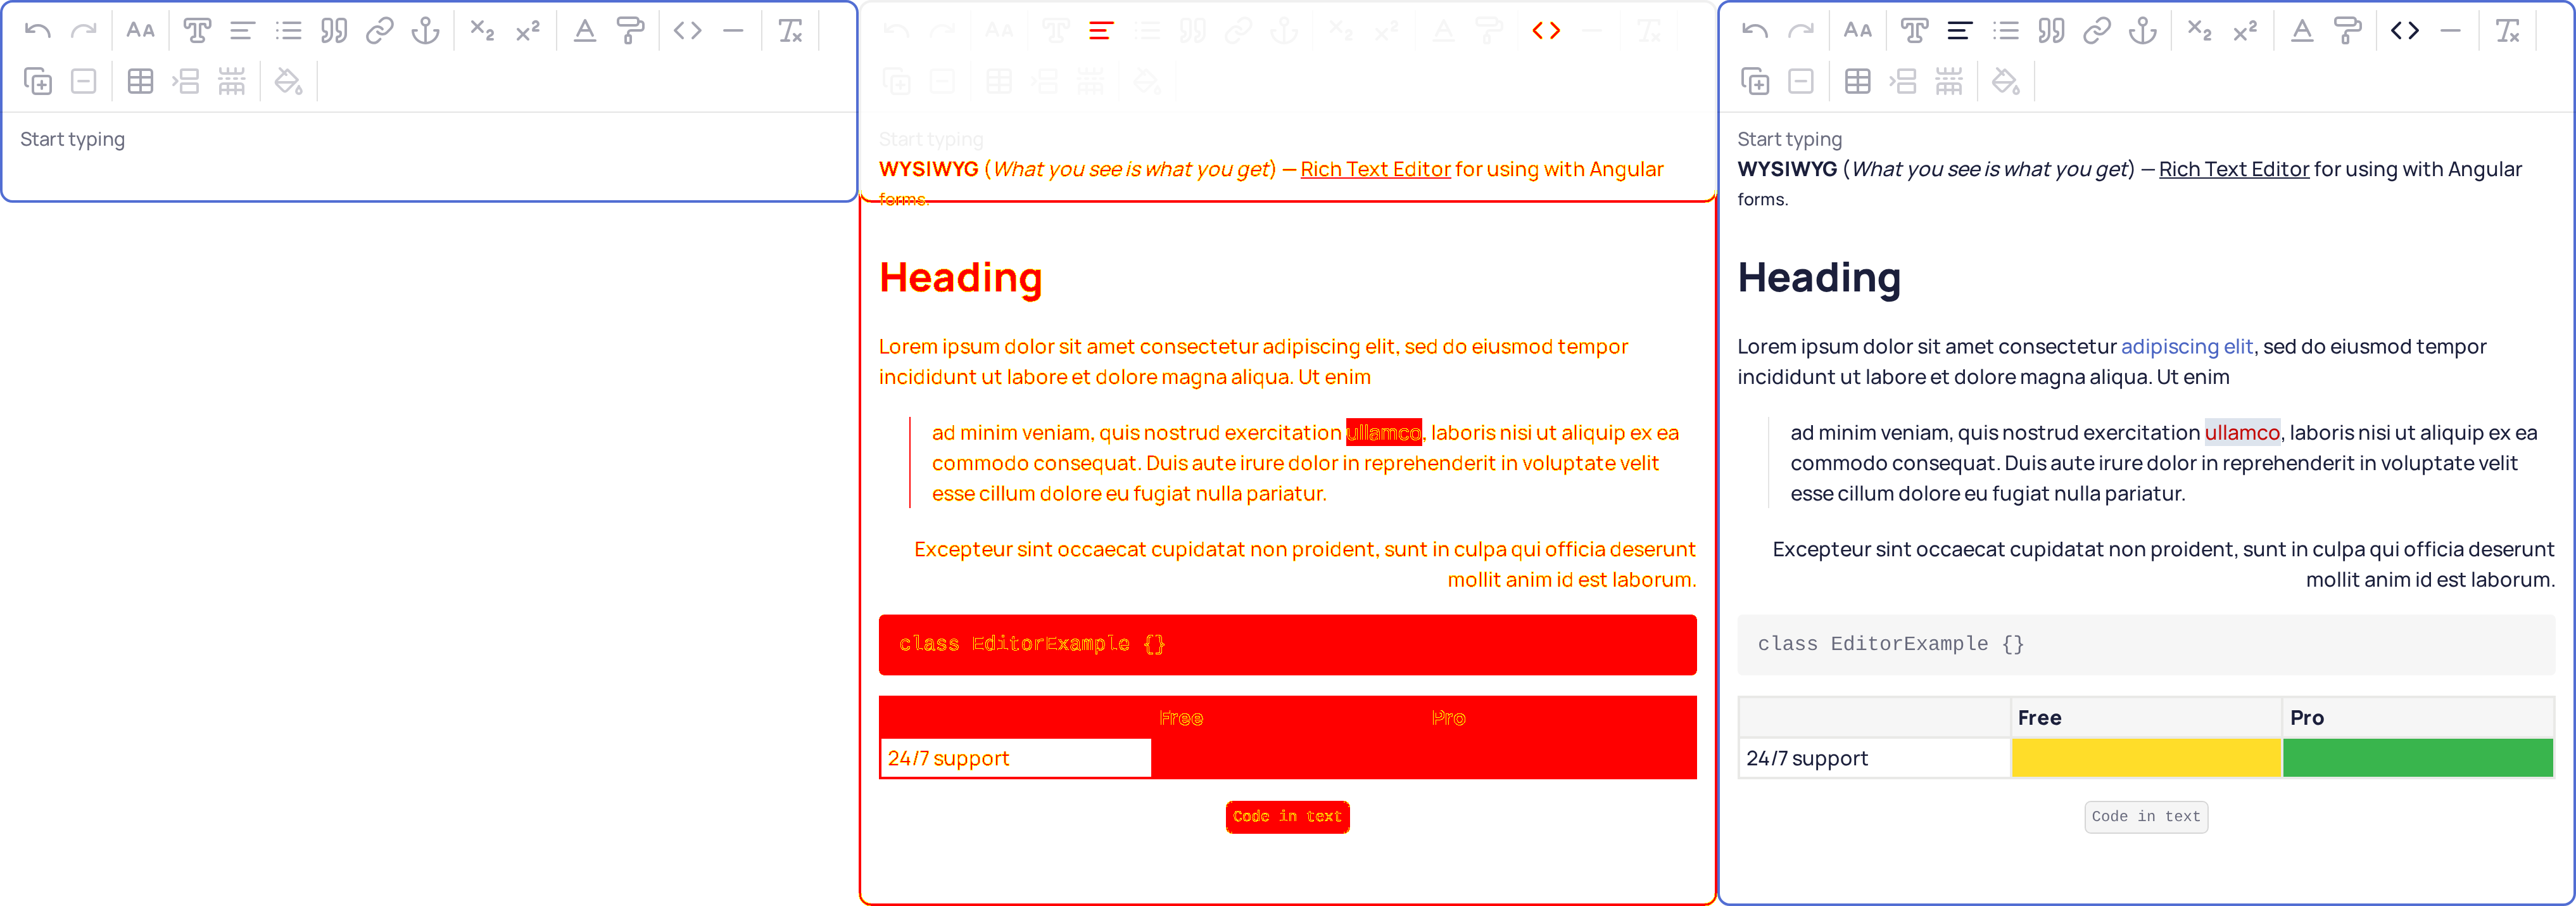 Start typing
Start typing
WYSIWYG (What you see is what you get) — Rich Text Editor for using with Angular
forms.
Heading
Lorem ipsum dolor sit amet consectetur adipiscing elit, sed do eiusmod tempor
incididunt ut labore et dolore magna aliqua. Ut enim
ad minim veniam, quis nostrud exercitation ullamco, laboris nisi ut aliquip ex ea
commodo consequat. Duis aute irure dolor in reprehenderit in voluptate velit
esse cillum dolore eu fugiat nulla pariatur.
Excepteur sint occaecat cupidatat non proident, sunt in culpa qui officia deserunt
mollit anim id est laborum.
class EditorExample {}
Free Pro
24/7 support
Code in text
Start typing
WYSIWYG (What you see is what you get) — Rich Text Editor for using with Angular
forms.
Heading
Lorem ipsum dolor sit amet consectetur adipiscing elit, sed do eiusmod tempor
incididunt ut labore et dolore magna aliqua. Ut enim
ad minim veniam, quis nostrud exercitation ullamco, laboris nisi ut aliquip ex ea
commodo consequat. Duis aute irure dolor in reprehenderit in voluptate velit
esse cillum dolore eu fugiat nulla pariatur.
Excepteur sint occaecat cupidatat non proident, sunt in culpa qui officia deserunt
mollit anim id est laborum.
class EditorExample {}
Free Pro
24/7 support
Code in text